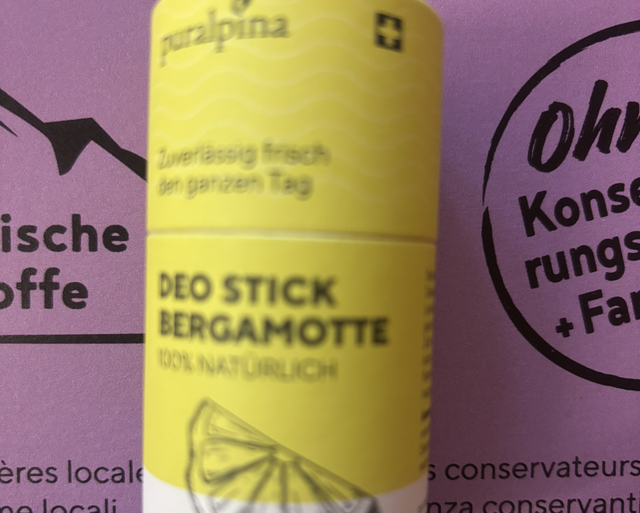 puralpina
Zuverlässig frisch
den ganzen Tag
DEO STICK
BERGAMOTTE
100% NATÜRLICH
ische
offe
ères locale
me locali
Ohn
Konse
rungs
+ Far
s conservateurs
nza conservant